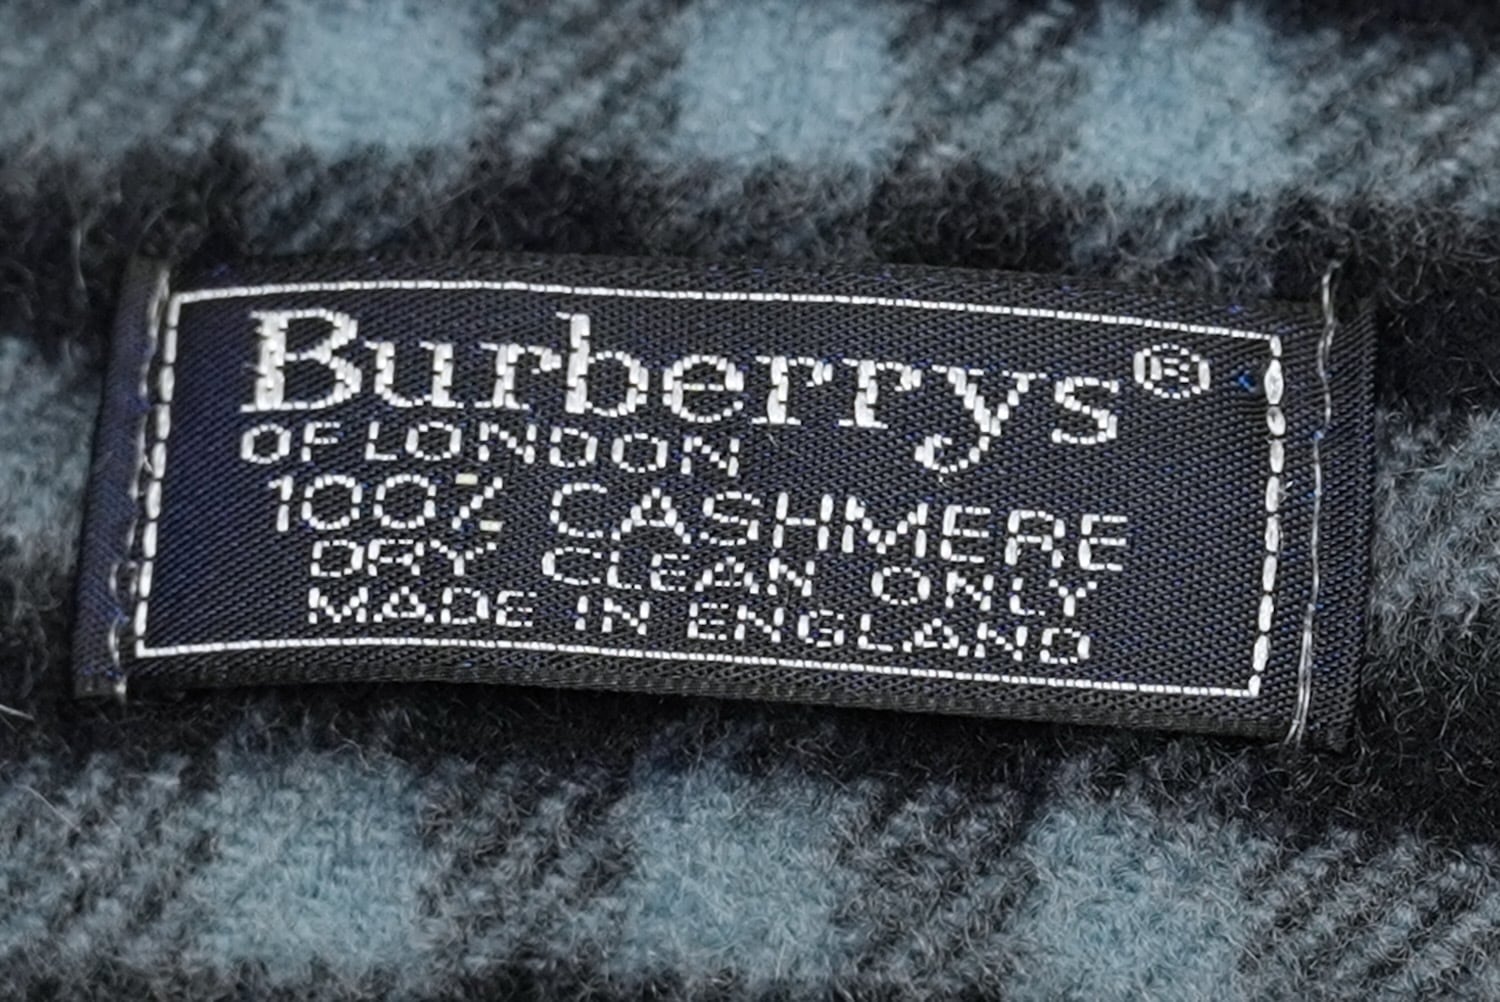 Burberrys®
OF LONDON
100% CASHMERE
DRY CLEAN ONLY
MADE IN ENGLAND